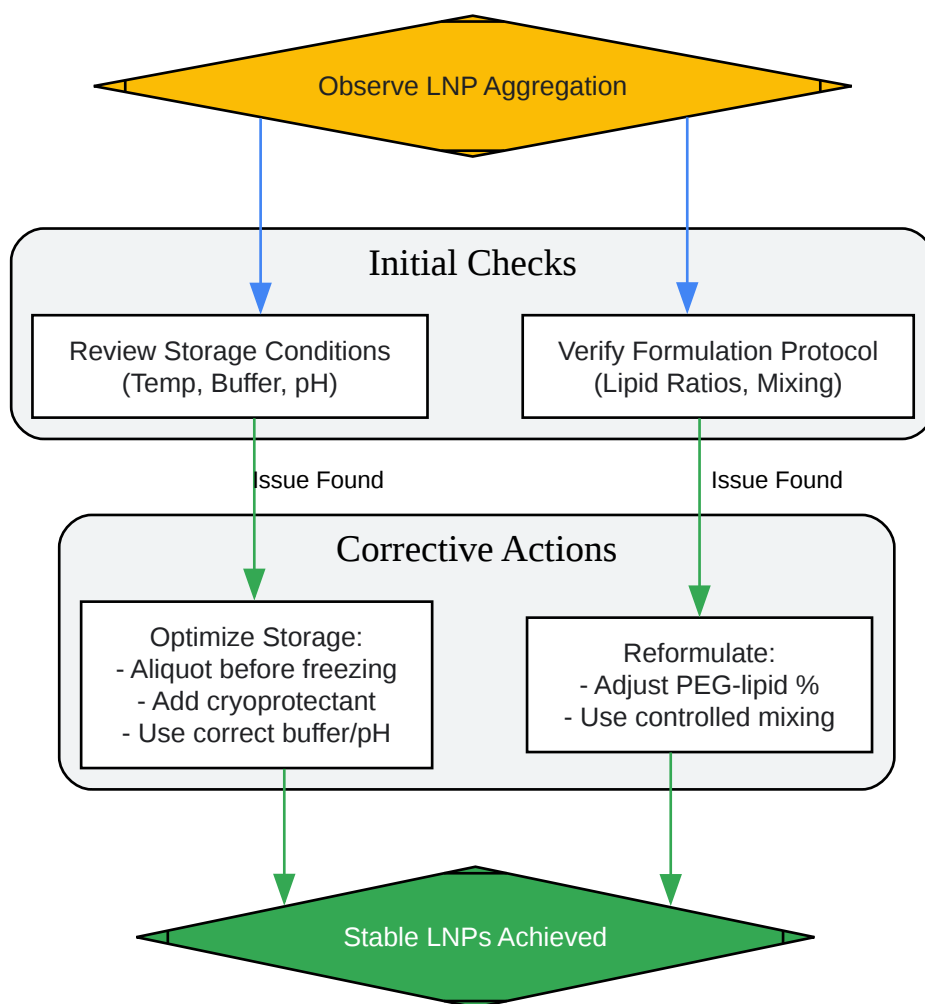 Observe LNP Aggregation
Initial Checks
Review Storage Conditions
(Temp, Buffer, pH)
Verify Formulation Protocol
(Lipid Ratios, Mixing)
Issue Found
Issue Found
Corrective Actions
Optimize Storage:
- Aliquot before freezing
- Add cryoprotectant
- Use correct buffer/pH
Reformulate:
- Adjust PEG-lipid %
- Use controlled mixing
Stable LNPs Achieved